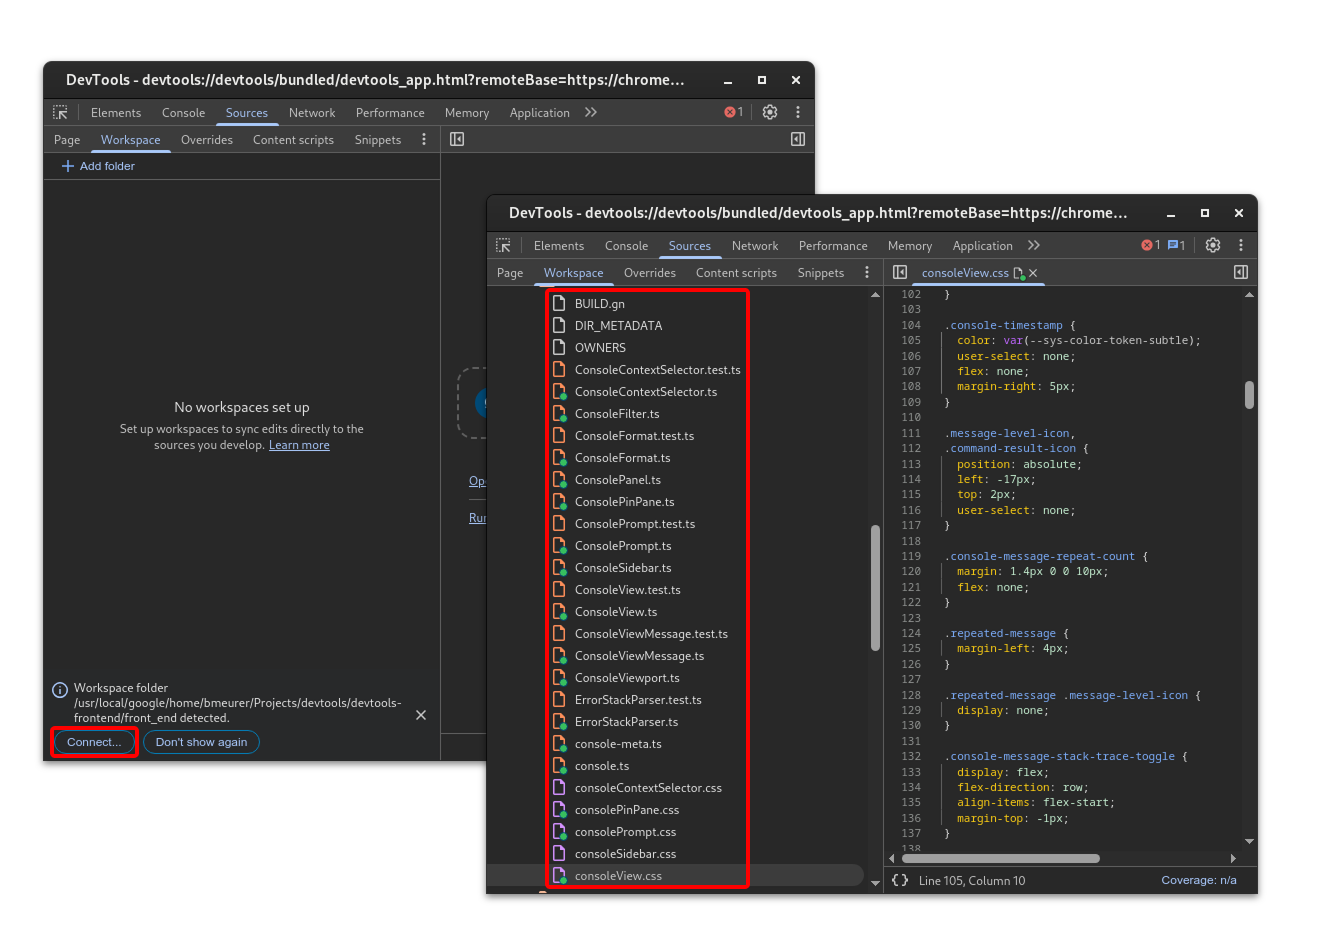 DevTools - devtools://devtools/bundled/devtools_app.html?remoteBase=https://chrome...
Elements Console Sources Network Performance Memory Application 1
Page Workspace Overrides Content scripts Snippets
Add folder
No workspaces set up
Set up workspaces to sync edits directly to the
sources you develop. Learn more
Workspace folder
/usr/local/google/home/bmeurer/Projects/devtools/devtools-
frontend/front_end detected.
Connect... Don't show again
DevTools - devtools://devtools/bundled/devtools_app.html?remoteBase=https://chrome...
Elements Console Sources Network Performance Memory Application 1 1
Page Workspace Overrides Content scripts Snippets
BUILD.gn
DIR_METADATA
OWNERS
ConsoleContextSelector.test.ts
ConsoleContextSelector.ts
ConsoleFilter.ts
ConsoleFormat.test.ts
ConsoleFormat.ts
ConsolePanel.ts
ConsolePinPane.ts
ConsolePrompt.test.ts
ConsolePrompt.ts
ConsoleSidebar.ts
ConsoleView.test.ts
ConsoleView.ts
ConsoleViewMessage.test.ts
ConsoleViewMessage.ts
ConsoleViewport.ts
ErrorStackParser.test.ts
ErrorStackParser.ts
console-meta.ts
console.ts
consoleContextSelector.css
consolePinPane.css
consolePrompt.css
consoleSidebar.css
consoleView.css
consoleView.css
102 }
103
104 .console-timestamp {
105 color: var(--sys-color-token-subtle);
106 user-select: none;
107 flex: none;
108 margin-right: 5px;
109 }
110
111 .message-level-icon,
112 .command-result-icon {
113 position: absolute;
114 left: -17px;
115 top: 2px;
116 user-select: none;
117 }
118
119 .console-message-repeat-count {
120 margin: 1.4px 0 0 10px;
121 flex: none;
122 }
123
124 .repeated-message {
125 margin-left: 4px;
126 }
127
128 .repeated-message .message-level-icon {
129 display: none;
130 }
131
132 .console-message-stack-trace-toggle {
133 display: flex;
134 flex-direction: row;
135 align-items: flex-start;
136 margin-top: -1px;
137 }
138
{} Line 105, Column 10 Coverage: n/a